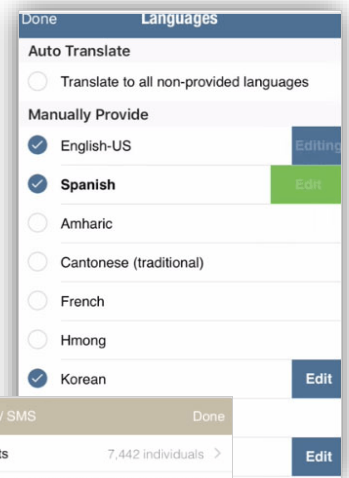 Done Languages
Auto Translate
Translate to all non-provided languages
Manually Provide
English-US Editing
Spanish Edit
Amharic
Cantonese (traditional)
French
Hmong
Korean Edit
/ SMS Done
ts 7,442 individuals >
Edit